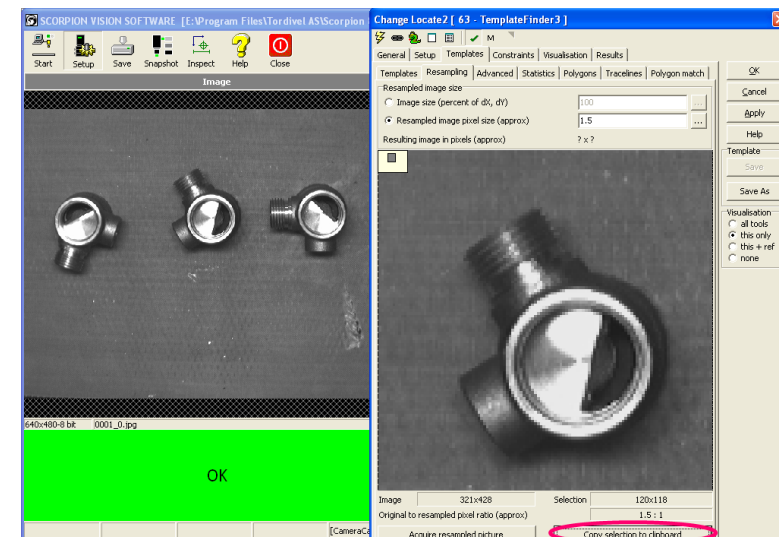 SCORPION VISION SOFTWARE [E:\Program Files\Tordivel AS\Scorpion
Start Setup Save Snapshot Inspect Help Close
Image
640x480-8 bit 0001_0.jpg
OK
[CameraCa
Change Locate2 [ 63 - TemplateFinder3 ]
M
General Setup Templates Constraints Visualisation Results
Templates Resampling Advanced Statistics Polygons Tracelines Polygon match
Resampled image size
Image size (percent of dX, dY) 100 ...
Resampled image pixel size (approx) 1.5 ...
Resulting image in pixels (approx) ? x ?
Image 321x428 Selection 120x118
Original to resampled pixel ratio (approx) 1.5 : 1
Acquire resampled picture Copy selection to clipboard
OK
Cancel
Apply
Help
Template
Save
Save As
Visualisation
all tools
this only
this + ref
none